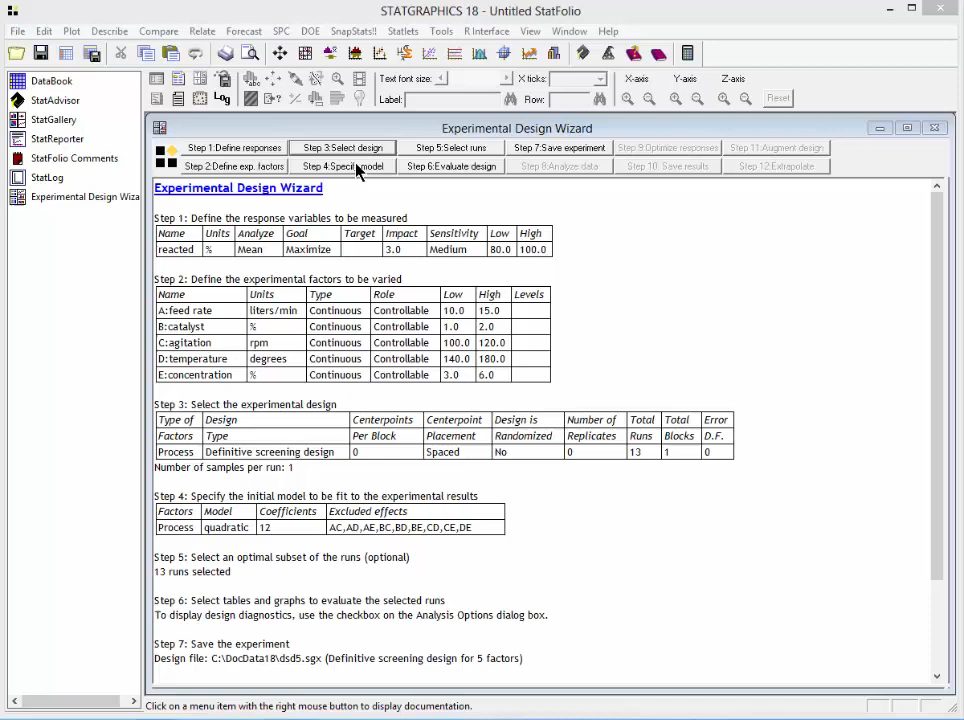 STATGRAPHICS 18 - Untitled StatFolio
File Edit Plot Describe Compare Relate Forecast SPC DOE SnapStats!! Statlets Tools R Interface View Window Help
Text font size: X ticks: X-axis Y-axis Z-axis
Log Label: Row: Reset
DataBook
StatAdvisor
StatGallery
StatReporter
StatFolio Comments
StatLog
Experimental Design Wiza
Experimental Design Wizard
Step 1:Define responses Step 3:Select design Step 5:Select runs Step 7:Save experiment Step 9:Optimize responses Step 11:Augment design
Step 2:Define exp. factors Step 4:Specify model Step 6:Evaluate design Step 8:Analyze data Step 10: Save results Step 12:Extrapolate
Experimental Design Wizard
Step 1: Define the response variables to be measured
Name Units Analyze Goal Target Impact Sensitivity Low High
reacted % Mean Maximize 3.0 Medium 80.0 100.0
Step 2: Define the experimental factors to be varied
Name Units Type Role Low High Levels
A:feed rate liters/min Continuous Controllable 10.0 15.0
B:catalyst % Continuous Controllable 1.0 2.0
C:agitation rpm Continuous Controllable 100.0 120.0
D:temperature degrees Continuous Controllable 140.0 180.0
E:concentration % Continuous Controllable 3.0 6.0
Step 3: Select the experimental design
Type of Design Centerpoints Centerpoint Design is Number of Total Total Error
Factors Type Per Block Placement Randomized Replicates Runs Blocks D.F.
Process Definitive screening design 0 Spaced No 0 13 1 0
Number of samples per run: 1
Step 4: Specify the initial model to be fit to the experimental results
Factors Model Coefficients Excluded effects
Process quadratic 12 AC,AD,AE,BC,BD,BE,CD,CE,DE
Step 5: Select an optimal subset of the runs (optional)
13 runs selected
Step 6: Select tables and graphs to evaluate the selected runs
To display design diagnostics, use the checkbox on the Analysis Options dialog box.
Step 7: Save the experiment
Design file: C:\DocData18\dsd5.sgx (Definitive screening design for 5 factors)
Click on a menu item with the right mouse button to display documentation.